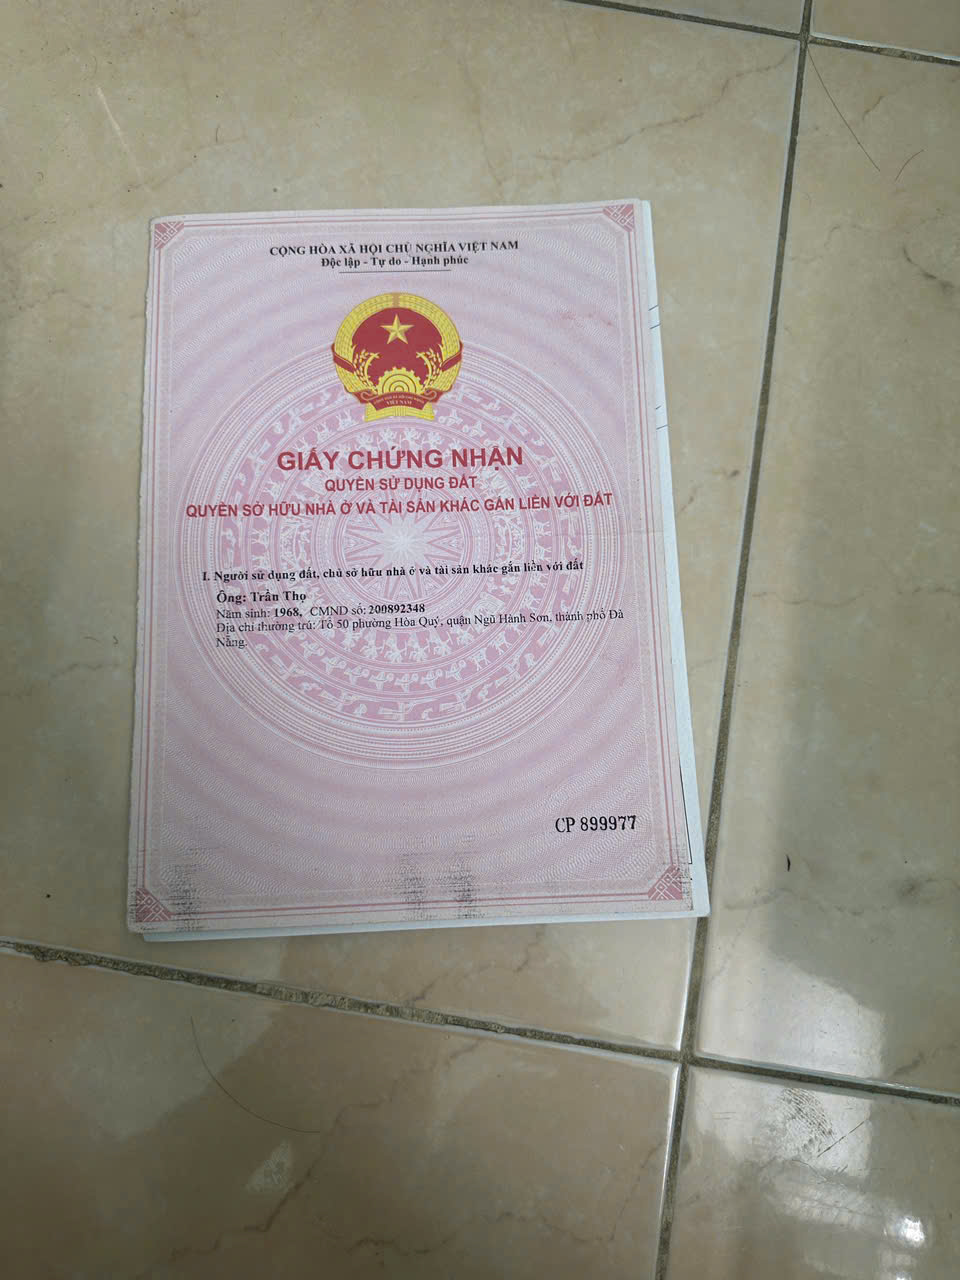 CỘNG HÒA XÃ HỘI CHỦ NGHĨA VIỆT NAM
Độc lập - Tự do - Hạnh phúc
VIỆT NAM
GIẤY CHỨNG NHẬN
QUYỀN SỬ DỤNG ĐẤT
QUYỀN SỞ HỮU NHÀ Ở VÀ TÀI SẢN KHÁC GẮN LIỀN VỚI ĐẤT
I. Người sử dụng đất, chủ sở hữu nhà ở và tài sản khác gắn liền với đất
Ông: Trần Thọ
Năm sinh: 1968, CMND số: 200892348
Địa chỉ thường trú: Tổ 50 phường Hòa Quý, quận Ngũ Hành Sơn, thành phố Đà
Nẵng.
CP 899977